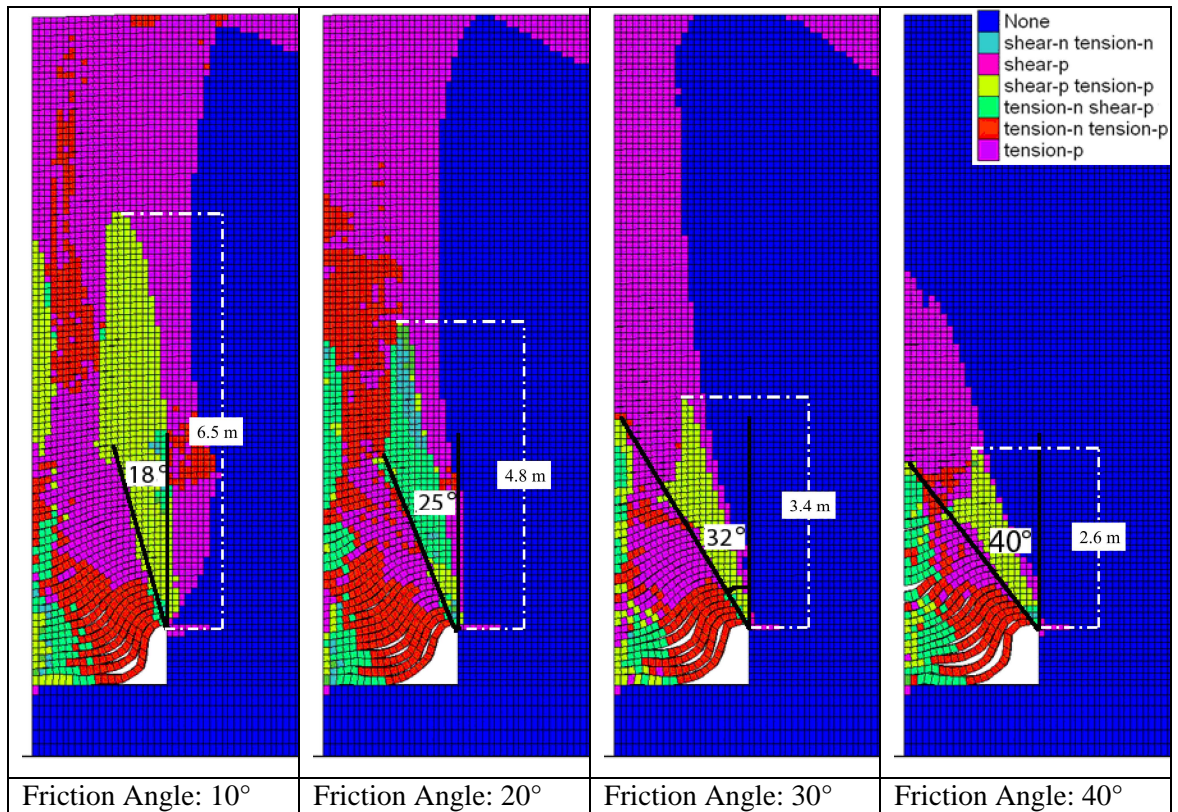 None
shear-n tension-n
shear-p
shear-p tension-p
tension-n shear-p
tension-n tension-p
tension-p
18°
6.5 m
25°
4.8 m
32°
3.4 m
40°
2.6 m
Friction Angle: 10°
Friction Angle: 20°
Friction Angle: 30°
Friction Angle: 40°